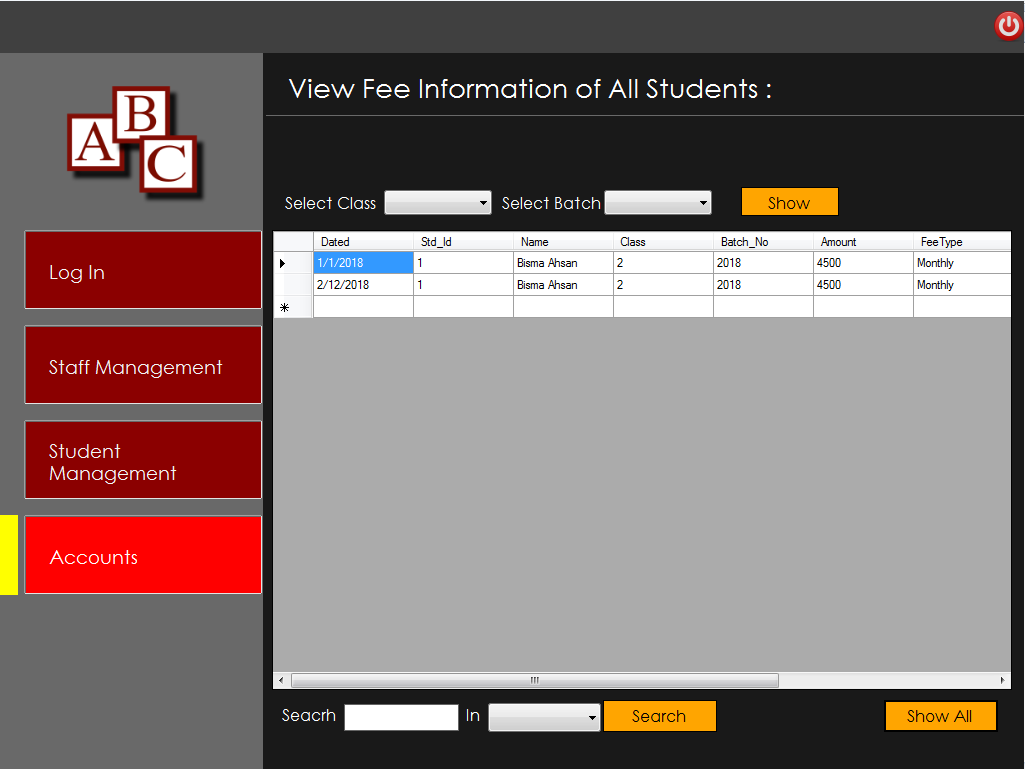 A B C
View Fee Information of All Students :
Select Class Select Batch Show
Log In
Staff Management
Student
Management
Accounts
Dated Std_Id Name Class Batch_No Amount FeeType
1/1/2018 1 Bisma Ahsan 2 2018 4500 Monthly
2/12/2018 1 Bisma Ahsan 2 2018 4500 Monthly
Seacrh In Search Show All